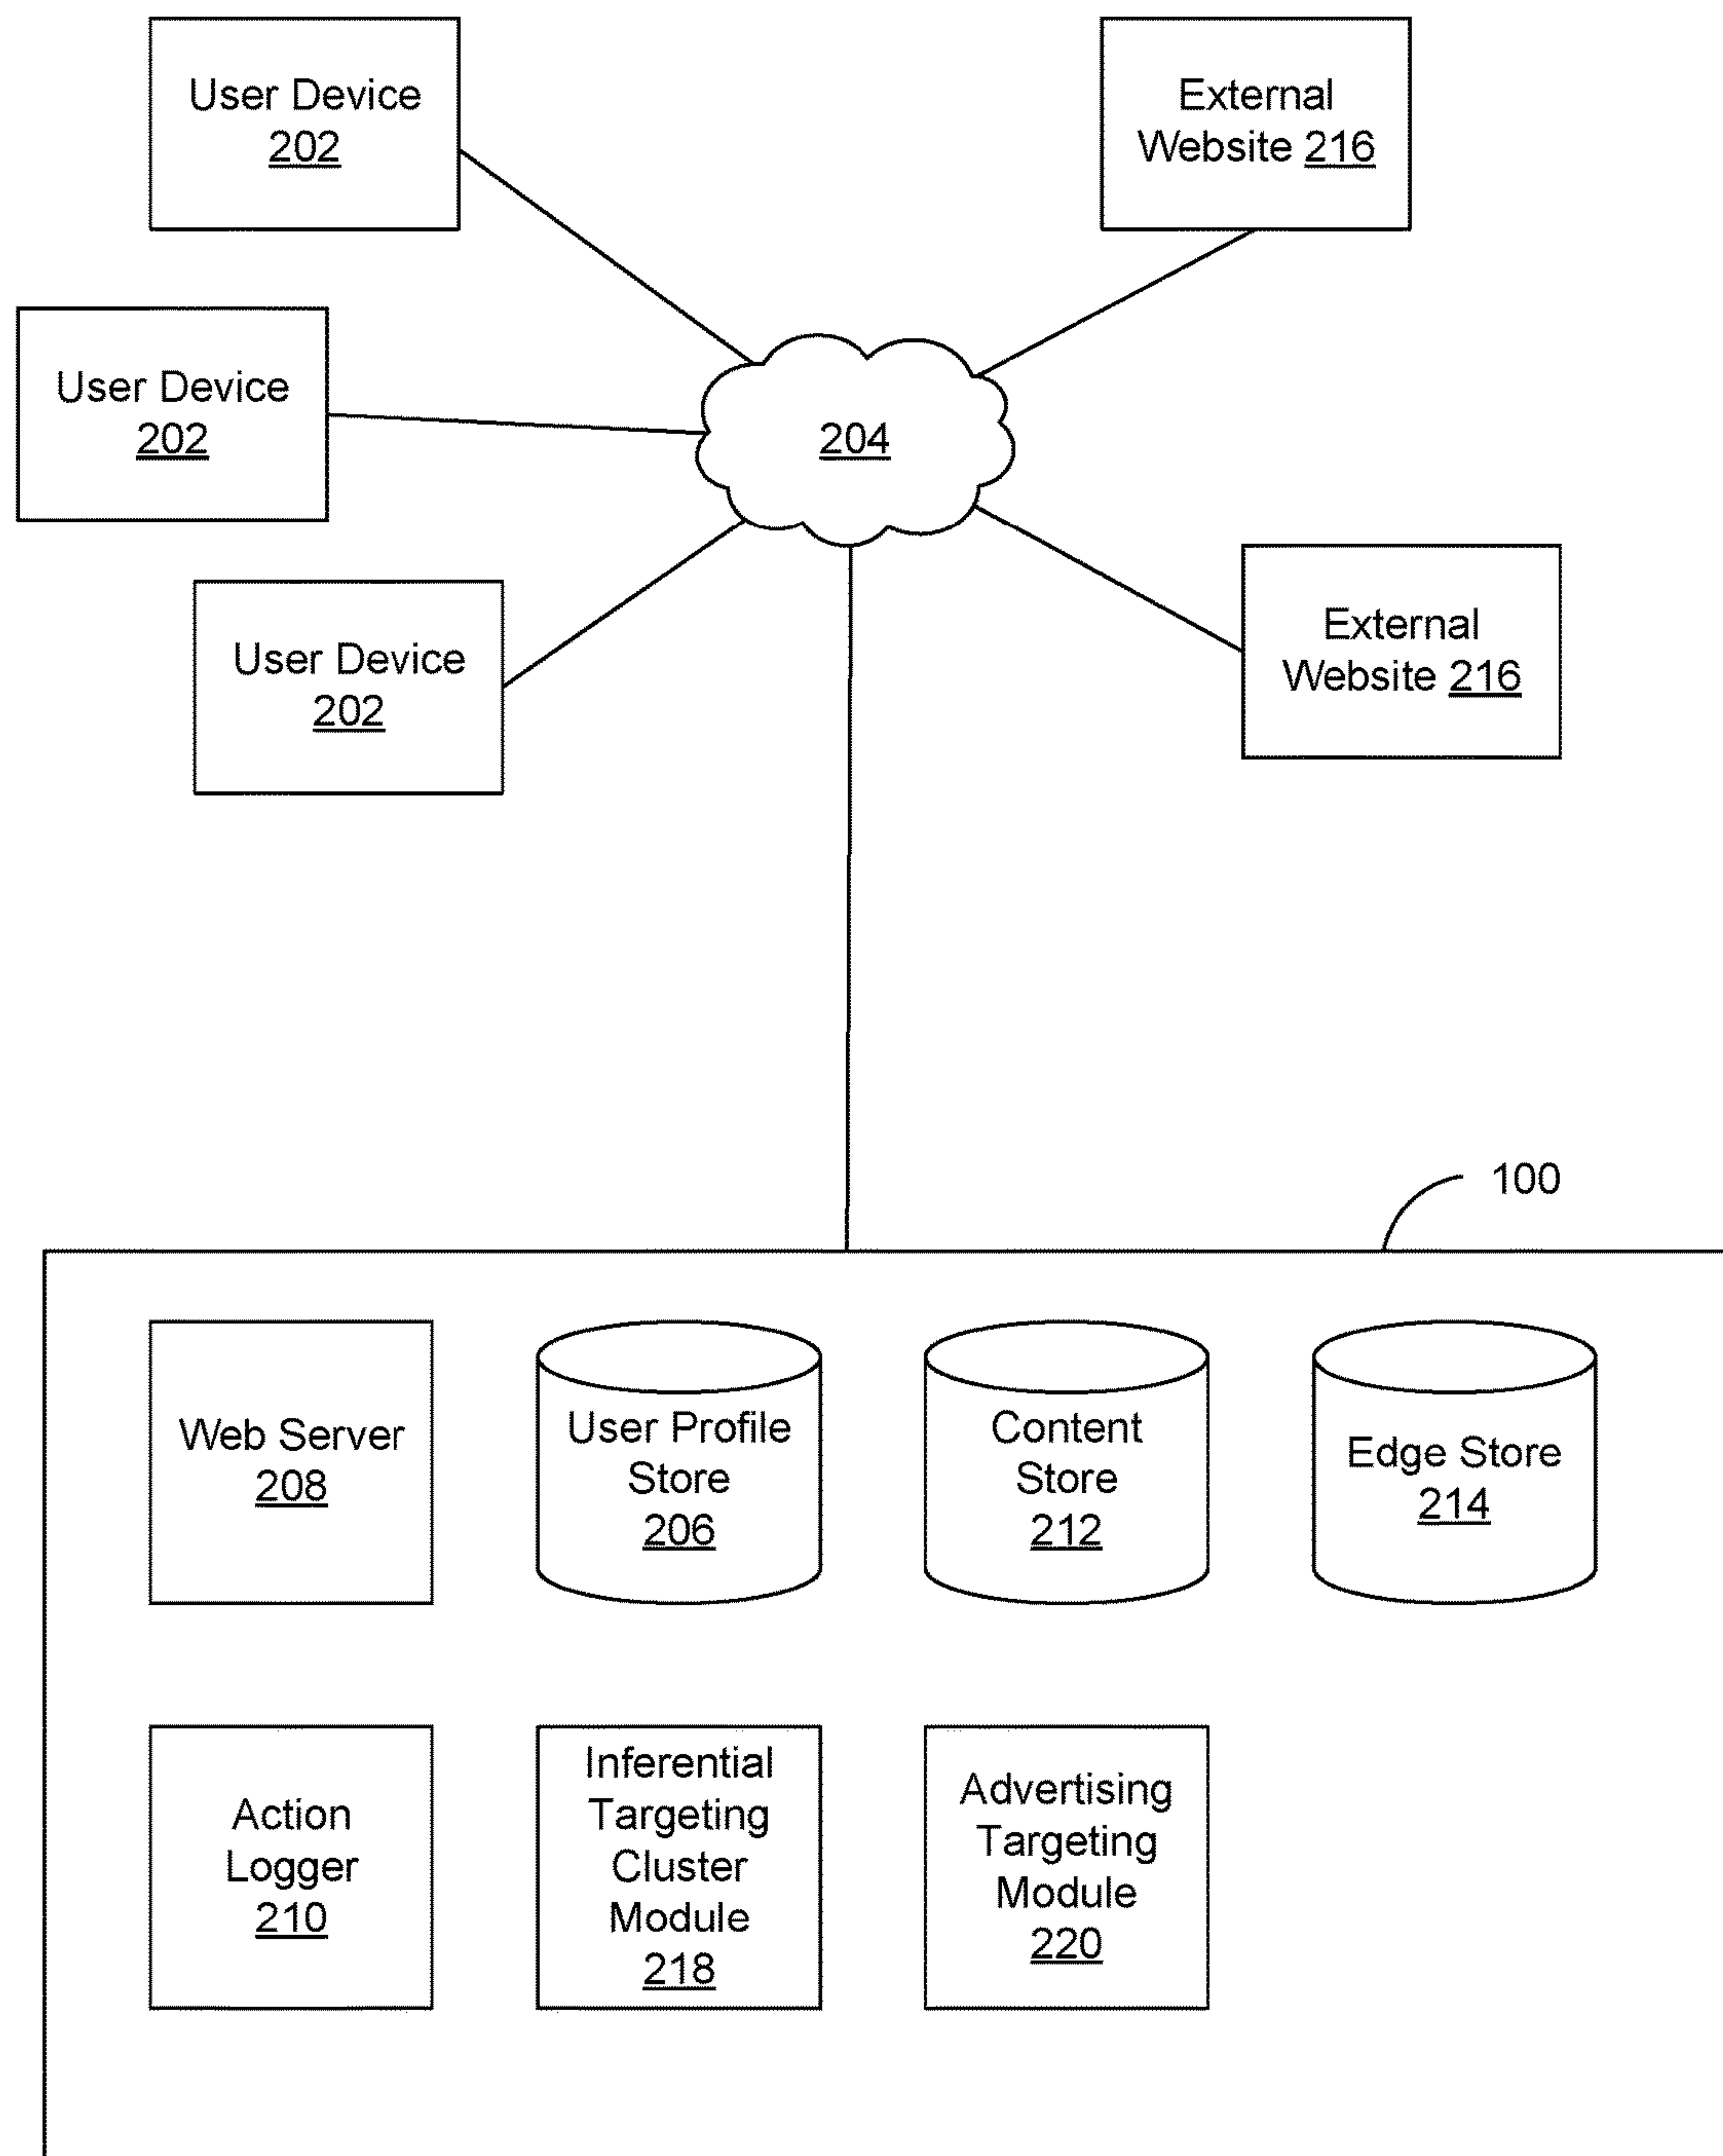 User Device
202
External
Website 216
User Device
202
204
User Device
202
External
Website 216
100
Web Server
208
User Profile
Store
206
Content
Store
212
Edge Store
214
Action
Logger
210
Inferential
Targeting
Cluster
Module
218
Advertising
Targeting
Module
220